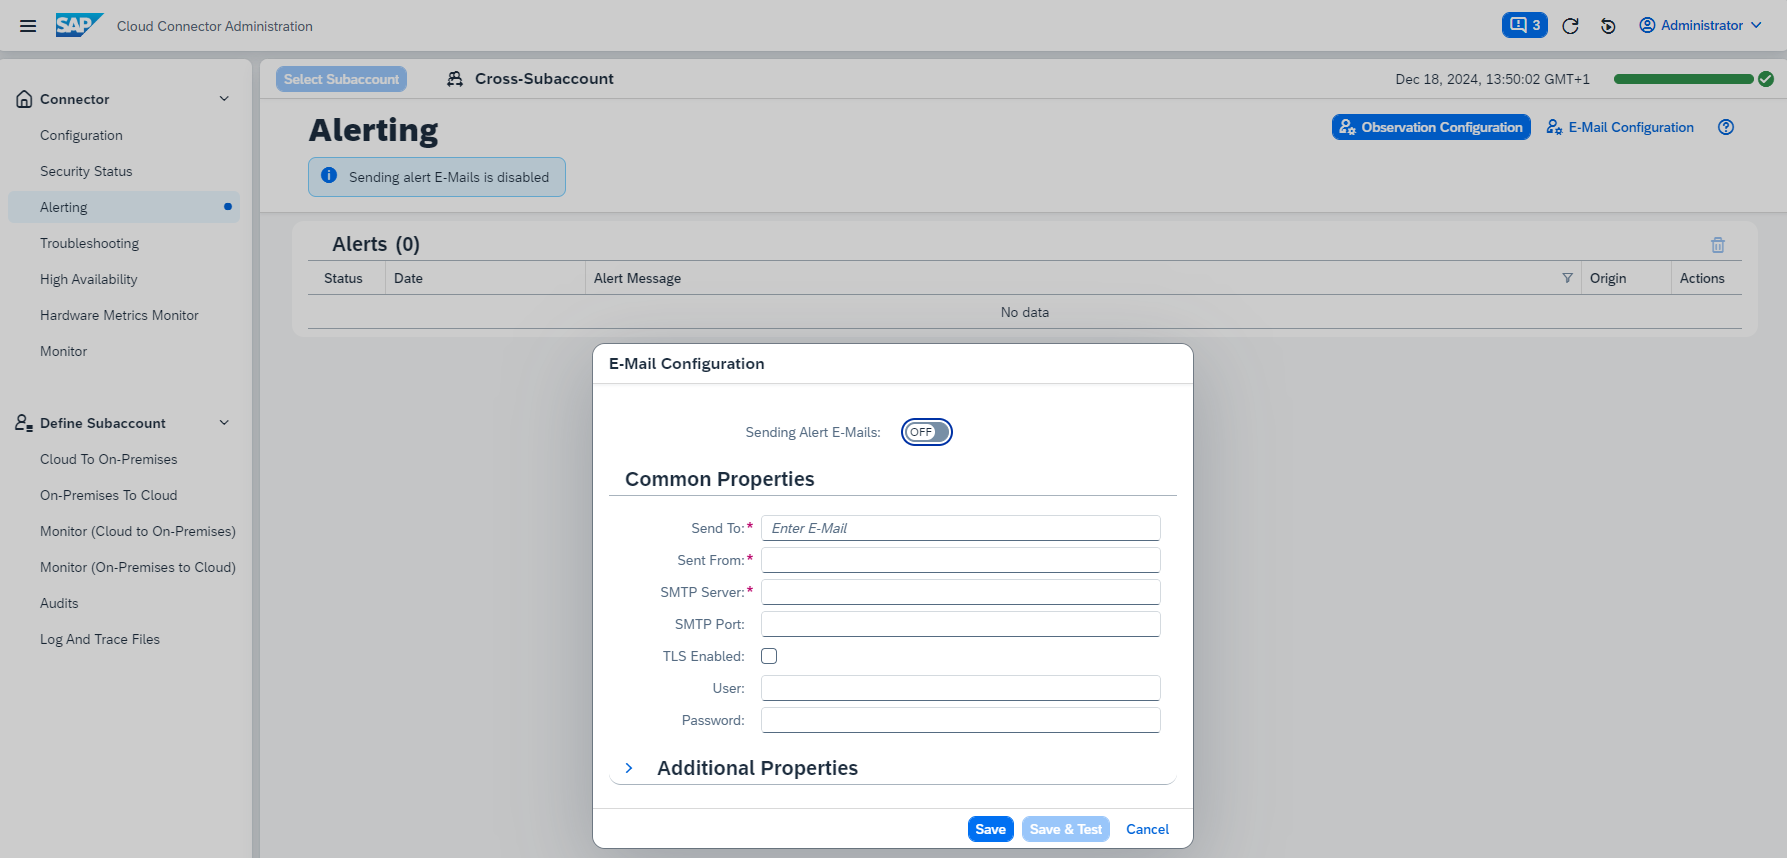 SAP Cloud Connector Administration
3
Administrator
Connector
Configuration
Security Status
Alerting
Troubleshooting
High Availability
Hardware Metrics Monitor
Monitor
Define Subaccount
Cloud To On-Premises
On-Premises To Cloud
Monitor (Cloud to On-Premises)
Monitor (On-Premises to Cloud)
Audits
Log And Trace Files
Select Subaccount
Cross-Subaccount
Dec 18, 2024, 13:50:02 GMT+1
Alerting
Observation Configuration
E-Mail Configuration
Sending alert E-Mails is disabled
Alerts (0)
Status Date Alert Message Origin Actions
No data
E-Mail Configuration
Sending Alert E-Mails: OFF
Common Properties
Send To:* Enter E-Mail
Sent From:*
SMTP Server:*
SMTP Port:
TLS Enabled:
User:
Password:
Additional Properties
Save Save & Test Cancel